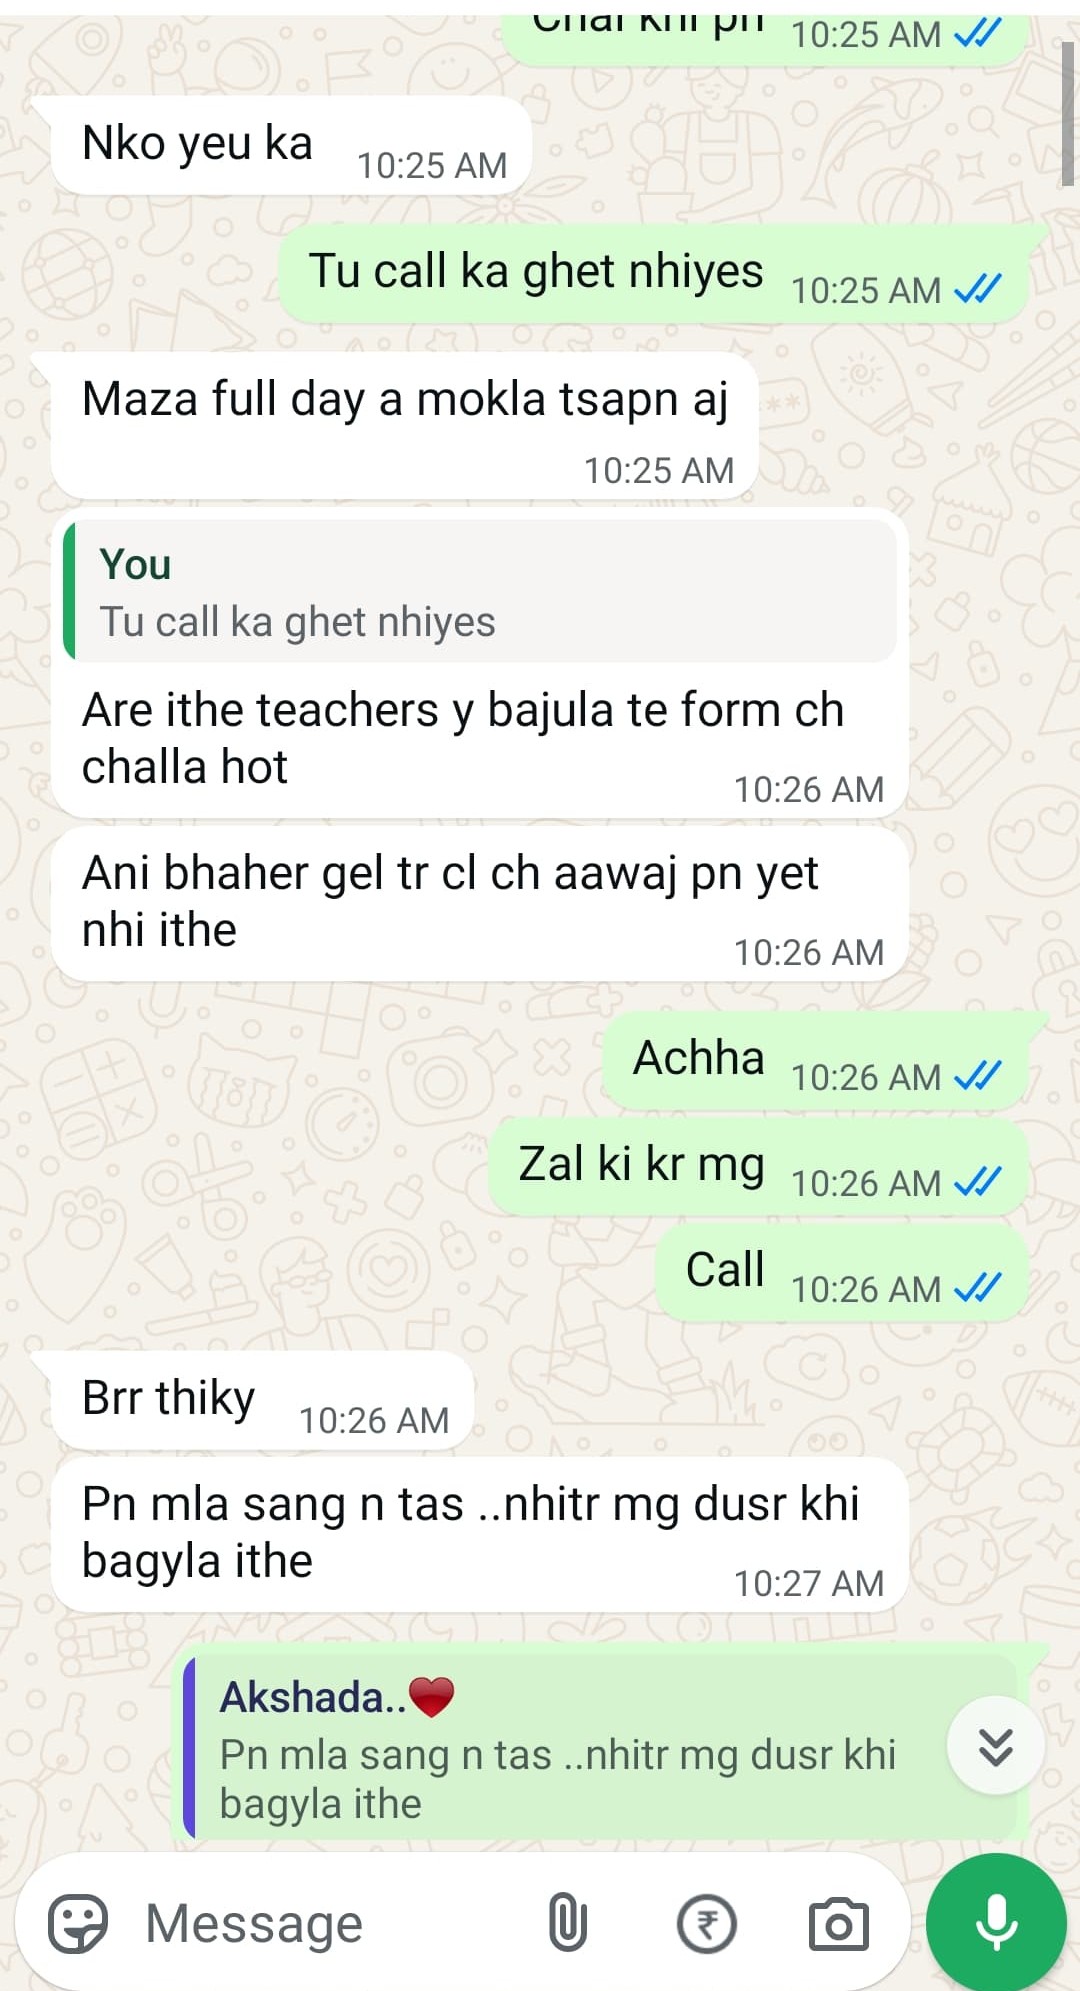 10:25 AM
Nko yeu ka
10:25 AM
Tu call ka ghet nhiyes
10:25 AM
Maza full day a mokla tsapn aj
10:25 AM
You
Tu call ka ghet nhiyes
Are ithe teachers y bajula te form ch
challa hot
10:26 AM
Ani bhaher gel tr cl ch aawaj pn yet
nhi ithe
10:26 AM
Achha
10:26 AM
Zal ki kr mg
10:26 AM
Call
10:26 AM
Brr thiky
10:26 AM
Pn mla sang n tas ..nhitr mg dusr khi
bagyla ithe
10:27 AM
Akshada..❤️
Pn mla sang n tas ..nhitr mg dusr khi
bagyla ithe
Message